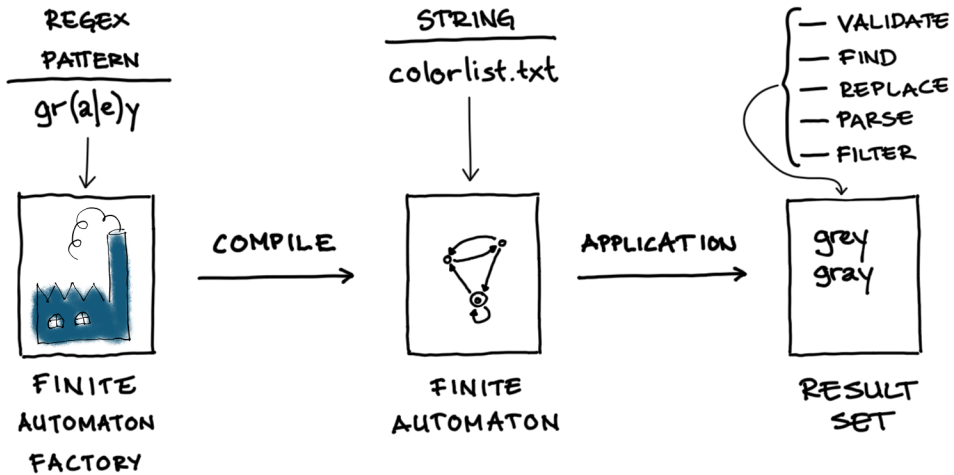 REGEX
PATTERN
gr(a|e)y
FINITE
AUTOMATON
FACTORY
COMPILE
STRING
colorlist.txt
FINITE
AUTOMATON
APPLICATION
— VALIDATE
— FIND
— REPLACE
— PARSE
— FILTER
grey
gray
RESULT
SET